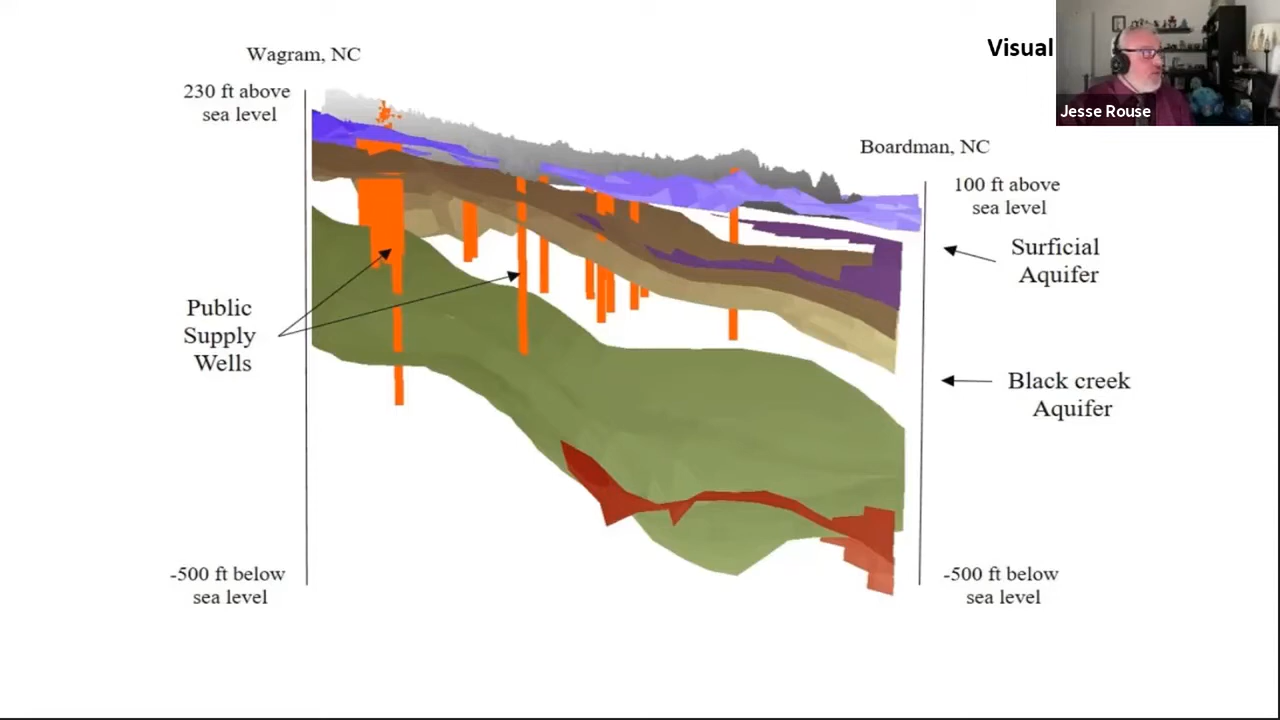 Visual
Jesse Rouse
Wagram, NC
230 ft above
sea level
Boardman, NC
100 ft above
sea level
Surficial
Aquifer
Public
Supply
Wells
Black creek
Aquifer
-500 ft below
sea level
-500 ft below
sea level